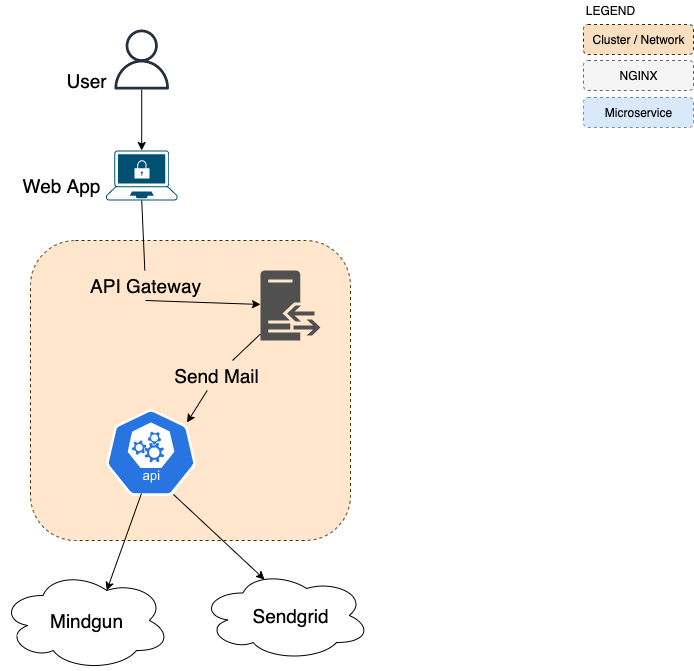 LEGEND
Cluster / Network
NGINX
Microservice
User
Web App
API Gateway
Send Mail
api
Mindgun
Sendgrid